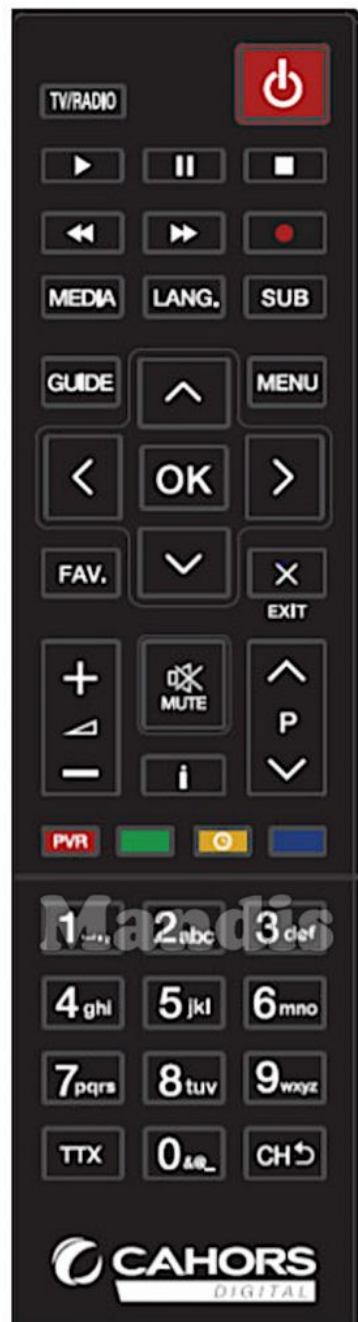 TV/RADIO
MEDIA LANG. SUB
GUIDE MENU
OK
FAV.
EXIT
MUTE
P
i
PVR
Mandis
1 2abc 3def
4ghi 5jkl 6mno
7pqrs 8tuv 9wxyz
TTX 0&@_ CH
CAHORS
DIGITAL